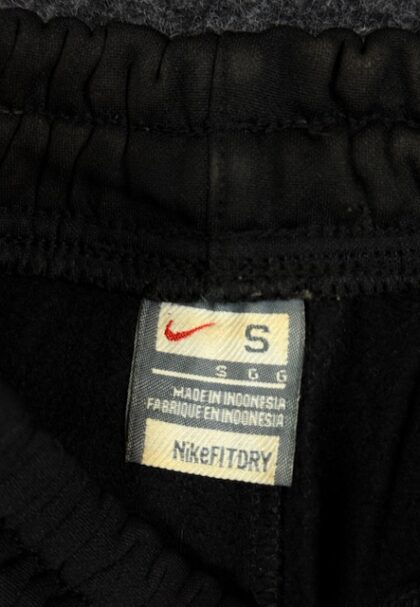 S
S G G
MADE IN INDONESIA
FABRIQUE EN INDONESIA
NikeFITDRY